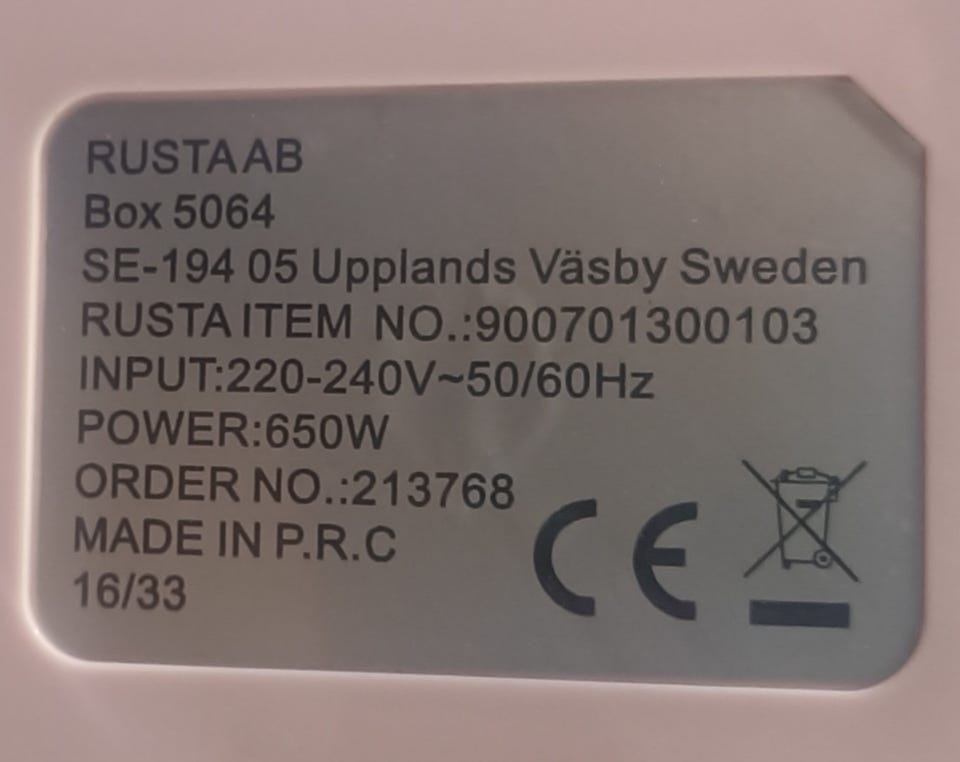 RUSTA AB
Box 5064
SE-194 05 Upplands Väsby Sweden
RUSTA ITEM NO.:900701300103
INPUT:220-240V~50/60Hz
POWER:650W
ORDER NO.:213768
MADE IN P.R.C
16/33
CE